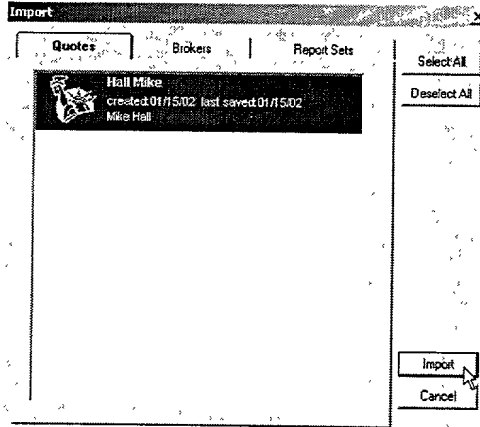 Import
Quotes
Brokers
Report Sets
Select All
Deselect All
Hall Mike
created:01/15/02 last saved:01/15/02
Mike Hall
Import
Cancel